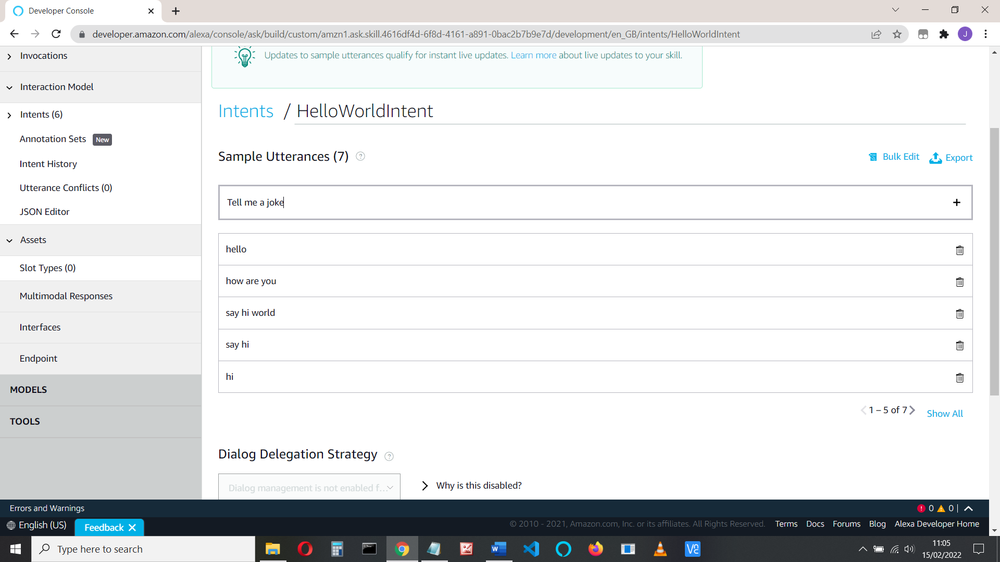 Developer Console
developer.amazon.com/alexa/console/ask/build/custom/amzn1.ask.skill.4616df4d-6f8d-4161-a891-0bac2b7b9e7d/development/en_GB/intents/HelloWorldIntent
J
Invocations
Interaction Model
Intents (6)
Annotation Sets New
Intent History
Utterance Conflicts (0)
JSON Editor
Assets
Slot Types (0)
Multimodal Responses
Interfaces
Endpoint
MODELS
TOOLS
Updates to sample utterances qualify for instant live updates. Learn more about live updates to your skill.
Intents / HelloWorldIntent
Sample Utterances (7) ?
Bulk Edit Export
Tell me a joke
hello
how are you
say hi world
say hi
hi
1 – 5 of 7 Show All
Dialog Delegation Strategy ?
Dialog management is not enabled f...
Why is this disabled?
Errors and Warnings
0 0
English (US) Feedback
© 2010 - 2021, Amazon.com, Inc. or its affiliates. All Rights Reserved. Terms Docs Forums Blog Alexa Developer Home
Type here to search
11:05
15/02/2022